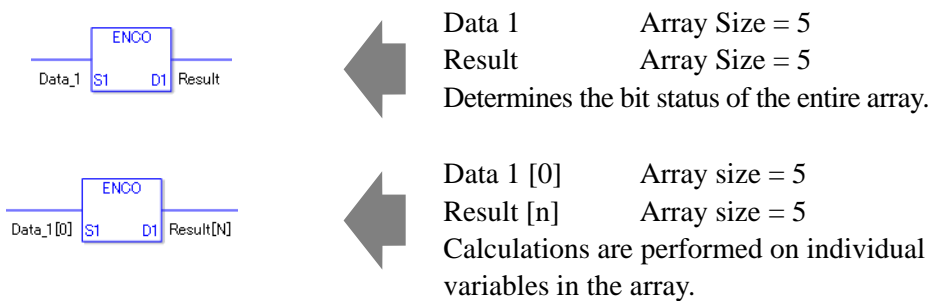 ENCO
Data_1 S1 D1 Result
Data 1 Array Size = 5
Result Array Size = 5
Determines the bit status of the entire array.
ENCO
Data_1[0] S1 D1 Result[N]
Data 1 [0] Array size = 5
Result [n] Array size = 5
Calculations are performed on individual
variables in the array.